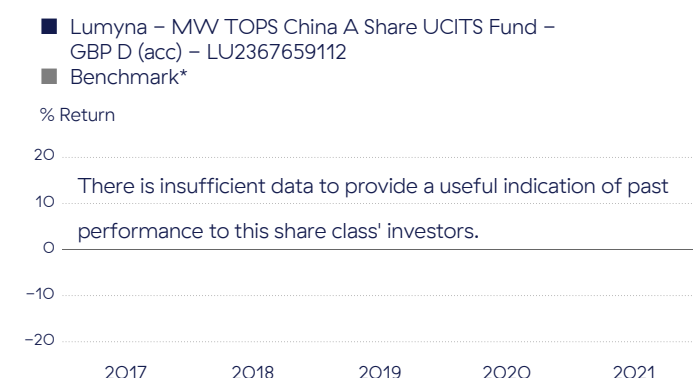 Lumyna – MW TOPS China A Share UCITS Fund –
GBP D (acc) – LU2367659112
Benchmark*
% Return
20
There is insufficient data to provide a useful indication of past
10
performance to this share class' investors.
0
−10
−20
2017 2018 2019 2020 2021